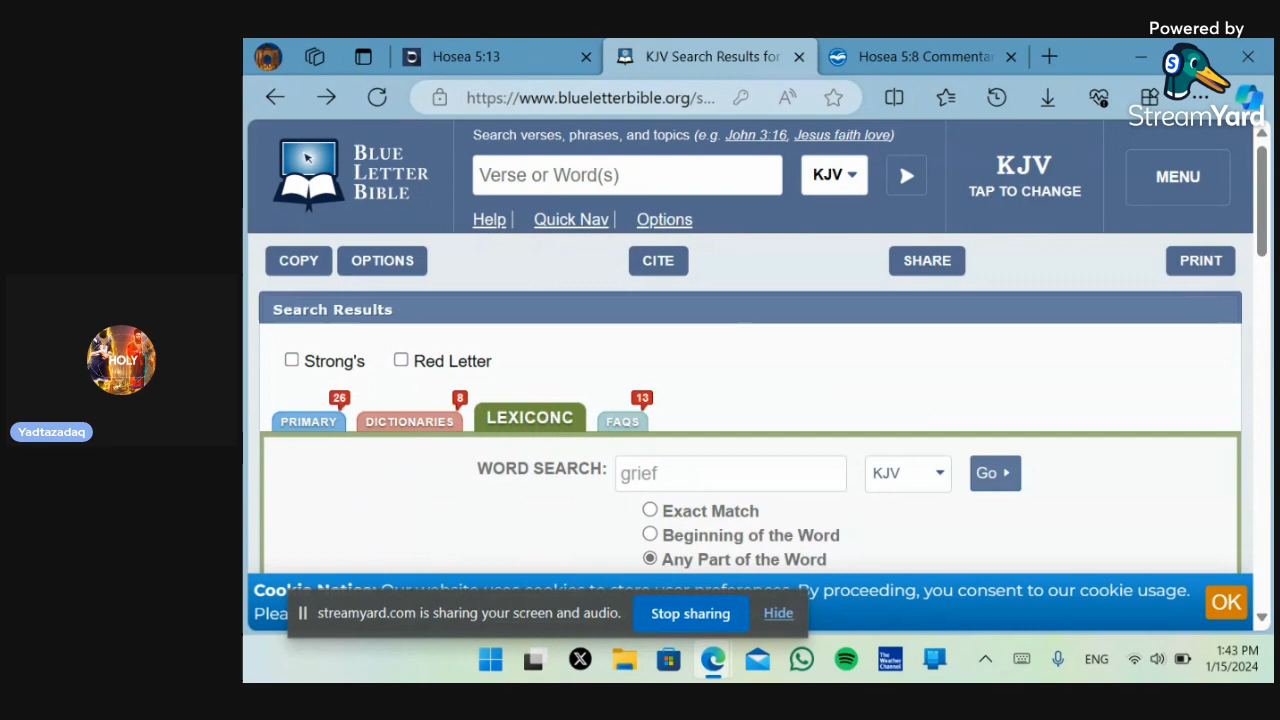 Powered by
StreamYard
Hosea 5:13
KJV Search Results for
Hosea 5:8 Commentar
https://www.blueletterbible.org/s...
BLUE
LETTER
BIBLE
Search verses, phrases, and topics (e.g. John 3:16, Jesus faith love)
Verse or Word(s)
KJV
Help | Quick Nav | Options
KJV
TAP TO CHANGE
MENU
COPY
OPTIONS
CITE
SHARE
PRINT
Search Results
Strong's
Red Letter
26
8
13
PRIMARY
DICTIONARIES
LEXICONC
FAQS
WORD SEARCH:
grief
KJV
Go
Exact Match
Beginning of the Word
Any Part of the Word
Cookie Notice: Our website uses cookies to store user preferences. By proceeding, you consent to our cookie usage.
Plea
OK
streamyard.com is sharing your screen and audio.
Stop sharing
Hide
HOLY
Yadtazadaq
The
Weather
Channel
ENG
1:43 PM
1/15/2024